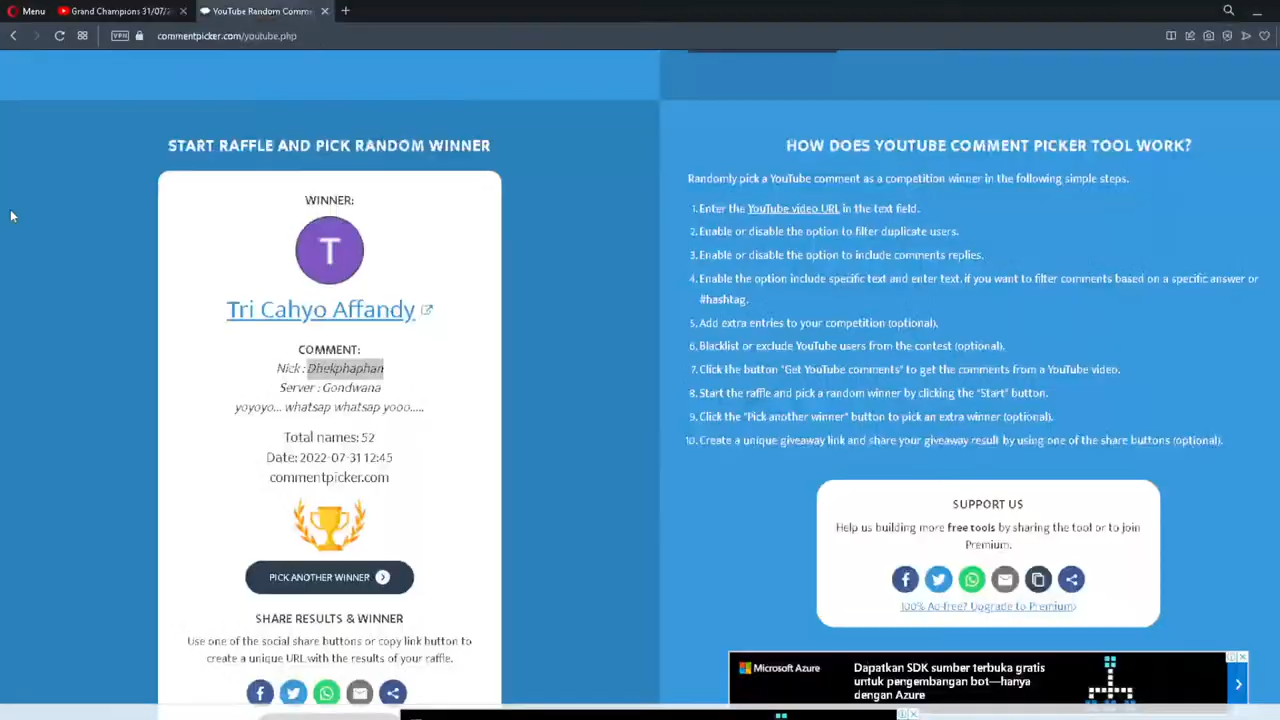 Menu
Grand Champions 31/07/2
YouTube Random Comme
VPN
commentpicker.com/youtube.php
START RAFFLE AND PICK RANDOM WINNER
WINNER:
T
Tri Cahyo Affandy
COMMENT:
Nick : Dhekphaphan
Server : Gondwana
yoyoyo... whatsap whatsap yooo.....
Total names: 52
Date: 2022-07-31 12:45
commentpicker.com
PICK ANOTHER WINNER
SHARE RESULTS & WINNER
Use one of the social share buttons or copy link button to
create a unique URL with the results of your raffle.
HOW DOES YOUTUBE COMMENT PICKER TOOL WORK?
Randomly pick a YouTube comment as a competition winner in the following simple steps.
1. Enter the YouTube video URL in the text field.
2. Enable or disable the option to filter duplicate users.
3. Enable or disable the option to include comments replies.
4. Enable the option include specific text and enter text, if you want to filter comments based on a specific answer or
#hashtag.
5. Add extra entries to your competition (optional).
6. Blacklist or exclude YouTube users from the contest (optional).
7. Click the button "Get YouTube comments" to get the comments from a YouTube video.
8. Start the raffle and pick a random winner by clicking the "Start" button.
9. Click the "Pick another winner" button to pick an extra winner (optional).
10. Create a unique giveaway link and share your giveaway result by using one of the share buttons (optional).
SUPPORT US
Help us building more free tools by sharing the tool or to join
Premium.
100% Ad-free? Upgrade to Premium!
Microsoft Azure
Dapatkan SDK sumber terbuka gratis
untuk pengembangan bot—hanya
dengan Azure